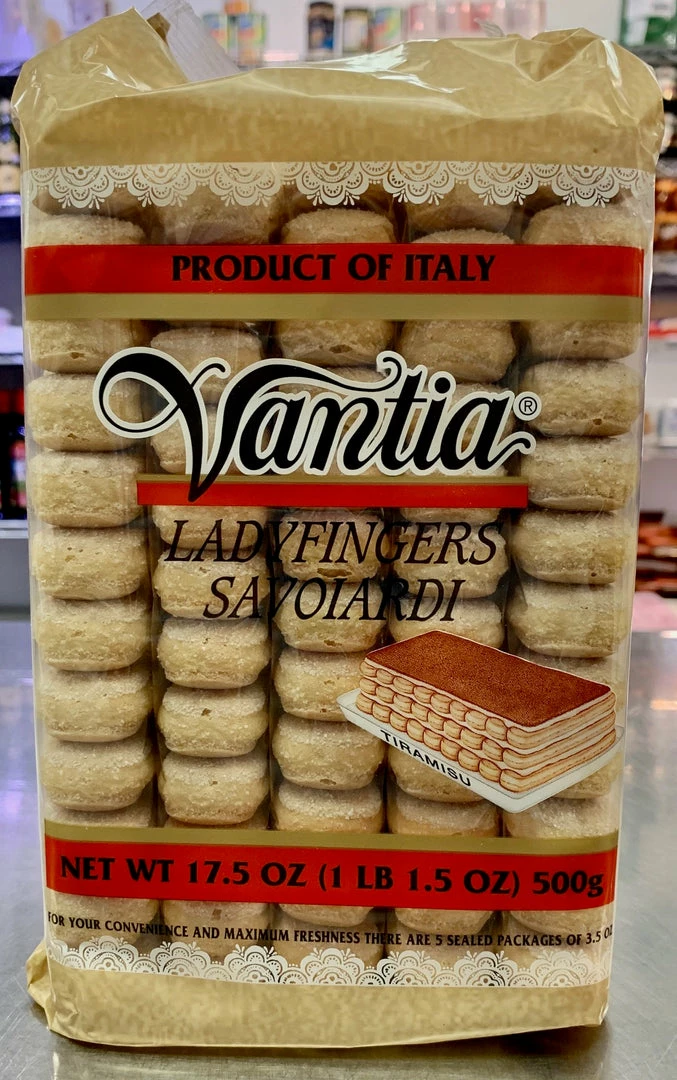 PRODUCT OF ITALY
Vantia®
LADYFINGERS
SAVOIARDI
TIRAMISU
NET WT 17.5 OZ (1 LB 1.5 OZ) 500g
FOR YOUR CONVENIENCE AND MAXIMUM FRESHNESS THERE ARE 5 SEALED PACKAGES OF 3.5 OZ